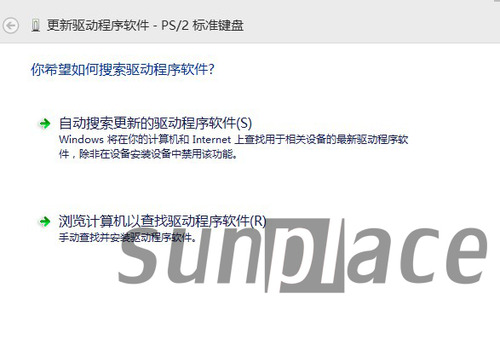 更新驱动程序软件 - PS/2 标准键盘
你希望如何搜索驱动程序软件?
自动搜索更新的驱动程序软件(S)
Windows 将在你的计算机和 Internet 上查找用于相关设备的最新驱动程序软
件，除非在设备安装设备中禁用该功能。
浏览计算机以查找驱动程序软件(R)
手动查找并安装驱动程序软件。
sunplace